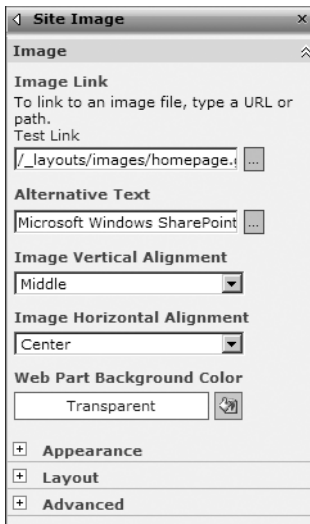 Site Image
Image
Image Link
To link to an image file, type a URL or
path.
Test Link
/_layouts/images/homepage.g
...
Alternative Text
Microsoft Windows SharePoint
...
Image Vertical Alignment
Middle
Image Horizontal Alignment
Center
Web Part Background Color
Transparent
Appearance
Layout
Advanced